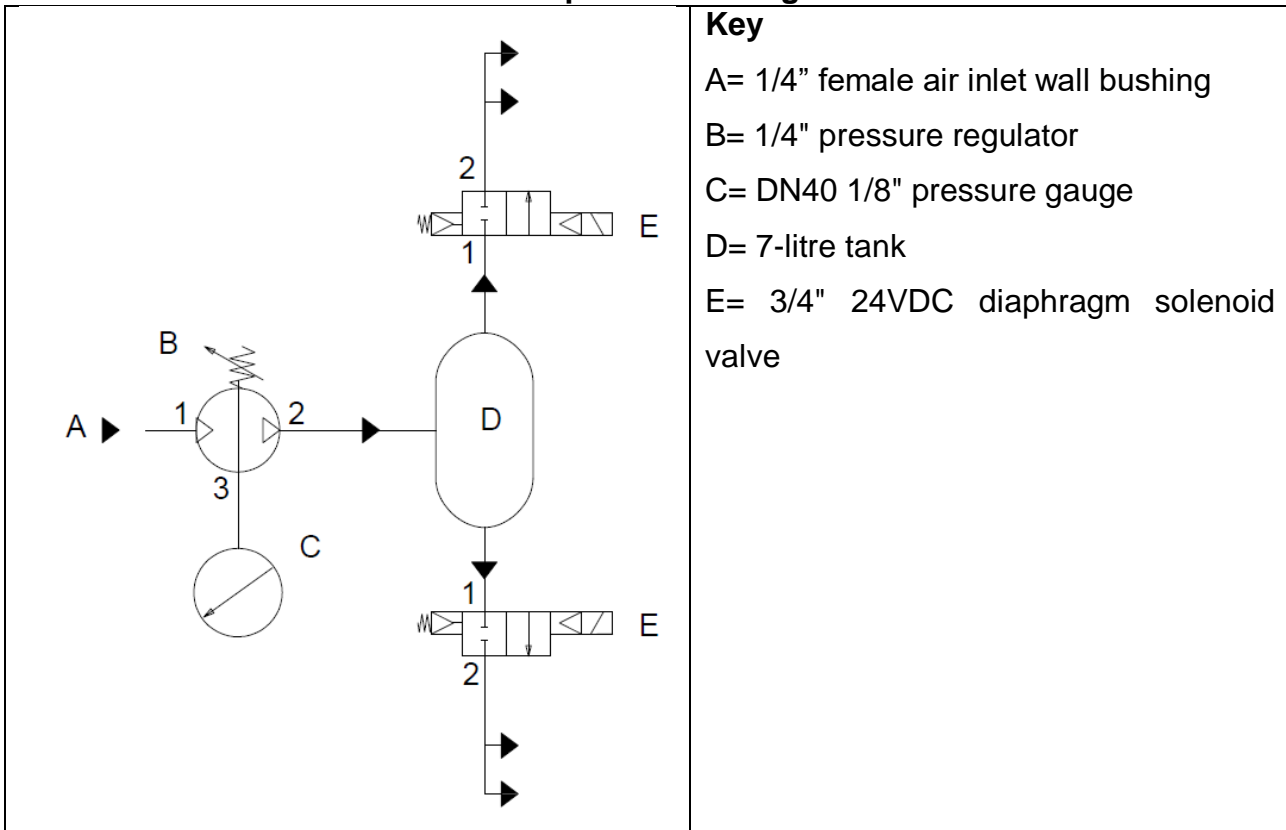 Key
A= 1/4” female air inlet wall bushing
B= 1/4" pressure regulator
C= DN40 1/8" pressure gauge
D= 7-litre tank
E= 3/4" 24VDC diaphragm solenoid
valve
2
E
1
B
A
1
2
D
3
C
1
E
2